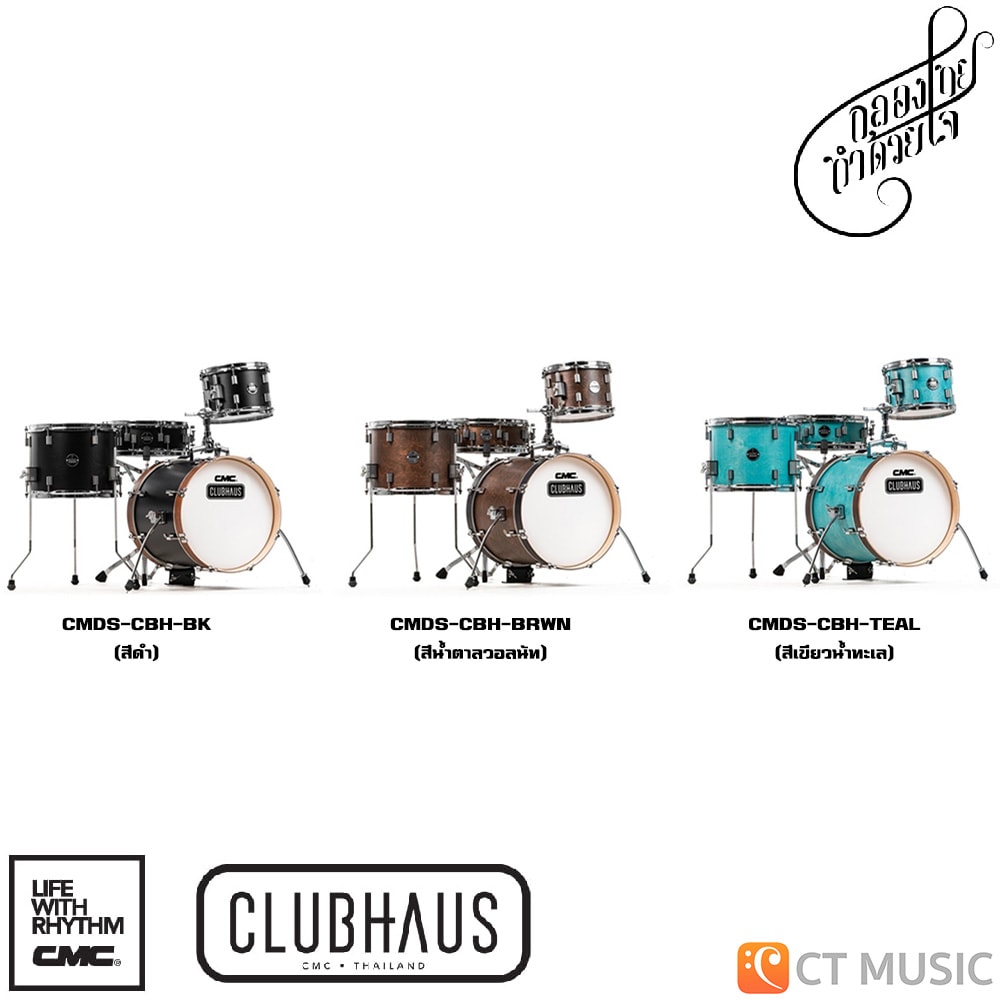 กลองไทย
ทำด้วยใจ
CMC
CLUBHAUS
CMC
CLUBHAUS
CMC
CLUBHAUS
CMDS-CBH-BK
(สีดำ)
CMDS-CBH-BRWN
(สีน้ำตาลวอลนัท)
CMDS-CBH-TEAL
(สีเขียวน้ำทะเล)
LIFE
WITH
RHYTHM
CMC
CLUBHAUS
CMC • THAILAND
CT MUSIC